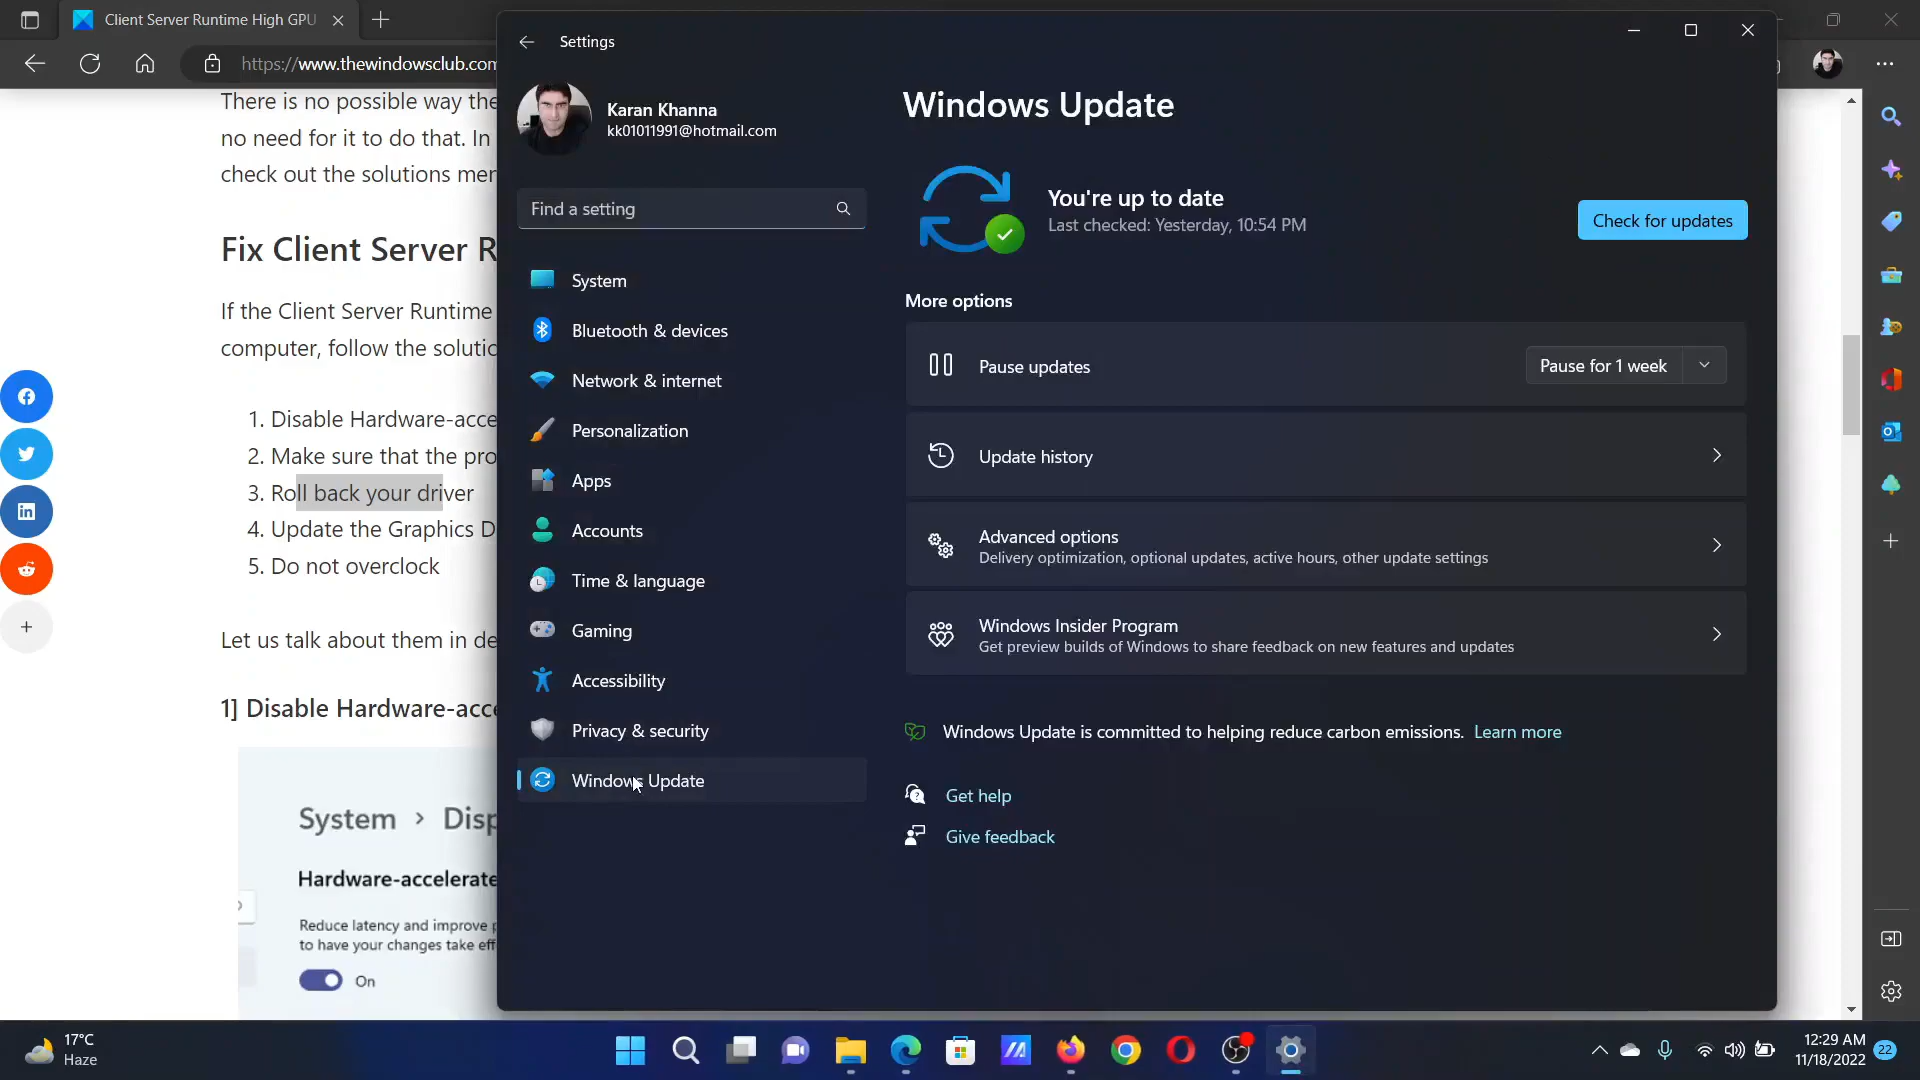 Client Server Runtime High GPU
https://www.thewindowsclub.com
There is no possible way the
no need for it to do that. In
check out the solutions mer
Fix Client Server R
If the Client Server Runtime
computer, follow the solutio
1. Disable Hardware-acce
2. Make sure that the pro
3. Roll back your driver
4. Update the Graphics D
5. Do not overclock
Let us talk about them in de
1] Disable Hardware-acce
System > Disp
Hardware-accelerate
Reduce latency and improve p
to have your changes take eff
On
Settings
Karan Khanna
kk01011991@hotmail.com
Find a setting
System
Bluetooth & devices
Network & internet
Personalization
Apps
Accounts
Time & language
Gaming
Accessibility
Privacy & security
Windows Update
Windows Update
You're up to date
Last checked: Yesterday, 10:54 PM
Check for updates
More options
Pause updates
Pause for 1 week
Update history
Advanced options
Delivery optimization, optional updates, active hours, other update settings
Windows Insider Program
Get preview builds of Windows to share feedback on new features and updates
Windows Update is committed to helping reduce carbon emissions. Learn more
Get help
Give feedback
17°C
Haze
12:29 AM
11/18/2022
22